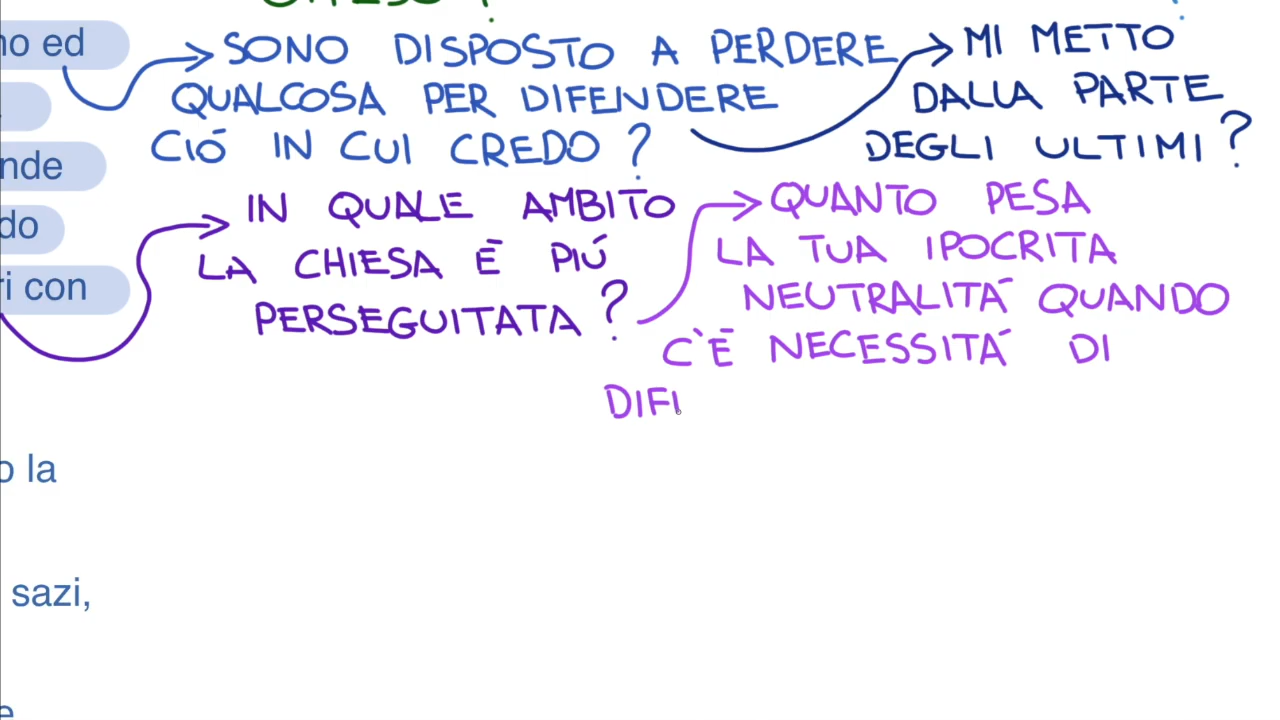 no ed
SONO DISPOSTO A PERDERE
QUALCOSA PER DIFENDERE
CIÓ IN CUI CREDO ?
MI METTO
DALLA PARTE
DEGLI ULTIMI ?
nde
do
ri con
IN QUALE AMBITO
LA CHIESA É PIÚ
PERSEGUITATA ?
QUANTO PESA
LA TUA IPOCRITA
NEUTRALITÁ QUANDO
C'É NECESSITÁ DI
DIFI
o la
sazi,